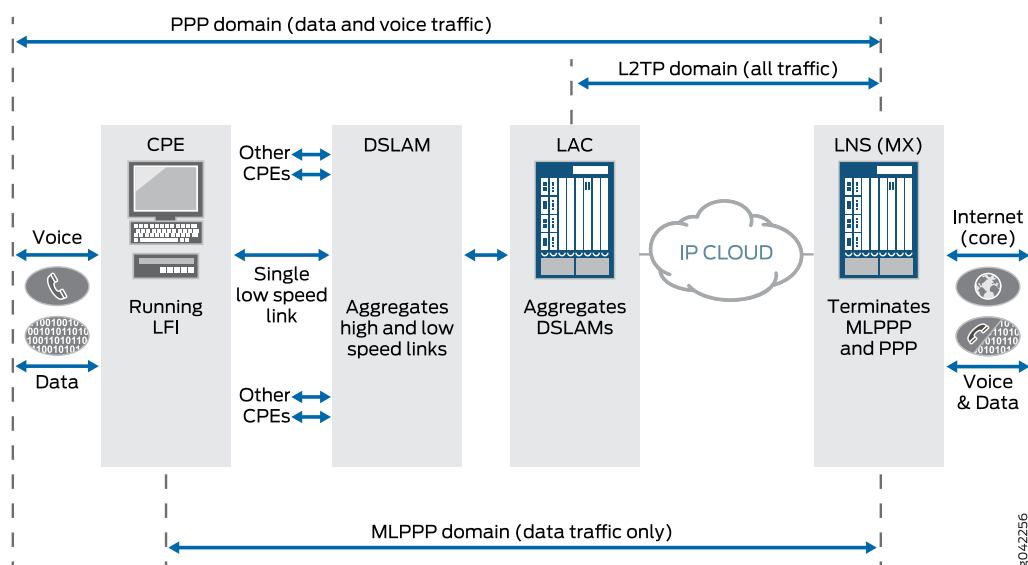 PPP domain (data and voice traffic)
L2TP domain (all traffic)
CPE
Other
CPEs
DSLAM
LAC
LNS (MX)
Voice
Single
low speed
link
IP CLOUD
Internet
(core)
Running
LFI
Aggregates
high and low
speed links
Aggregates
DSLAMs
Terminates
MLPPP
and PPP
Data
Other
CPEs
Voice
& Data
MLPPP domain (data traffic only)
g042256